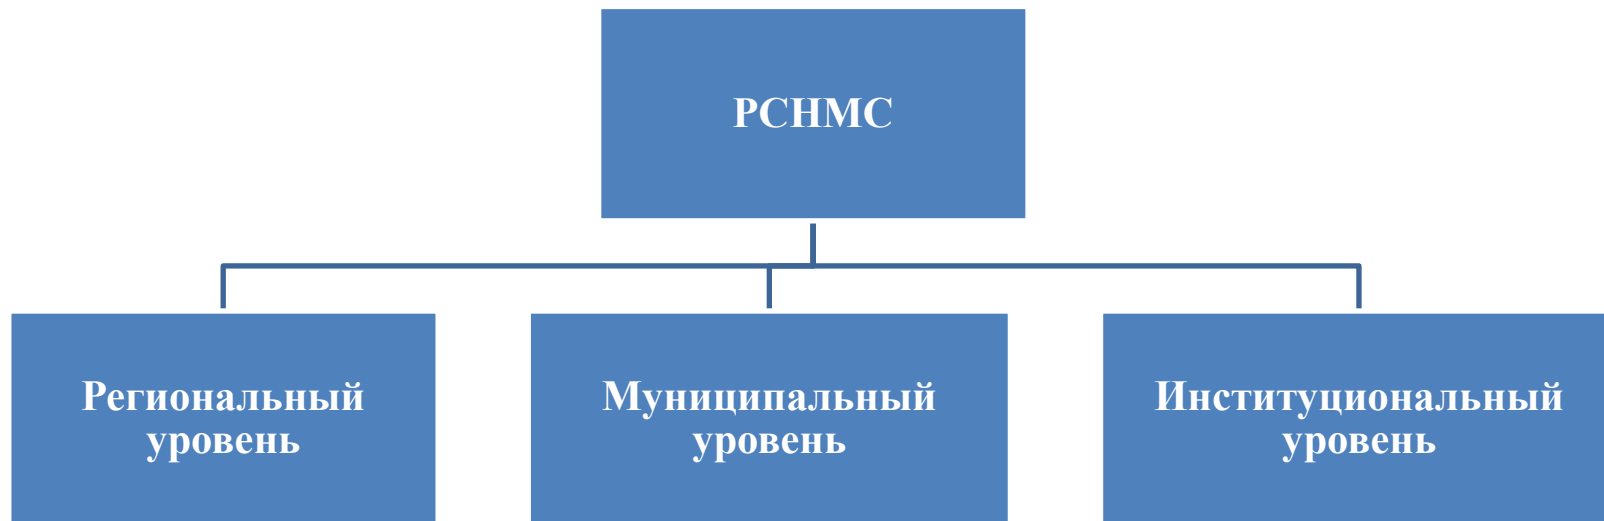 РСНМС
Региональный
уровень
Муниципальный
уровень
Институциональный
уровень